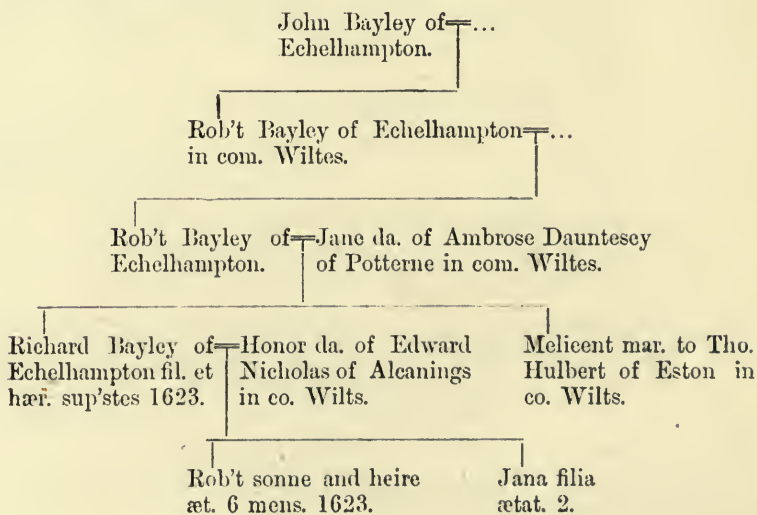 John Bayley of ...
Echelhampton.
Rob't Bayley of Echelhampton ...
in com. Wiltes.
Rob't Bayley of
Echelhampton.
Jane da. of Ambrose Dauntesey
of Potterne in com. Wiltes.
Richard Bayley of
Echelhampton fil. et
hær. sup'stes 1623.
Honor da. of Edward
Nicholas of Alcanings
in co. Wilts.
Melicent mar. to Tho.
Hulbert of Eston in
co. Wilts.
Rob't sonne and heire
æt. 6 mens. 1623.
Jana filia
ætat. 2.